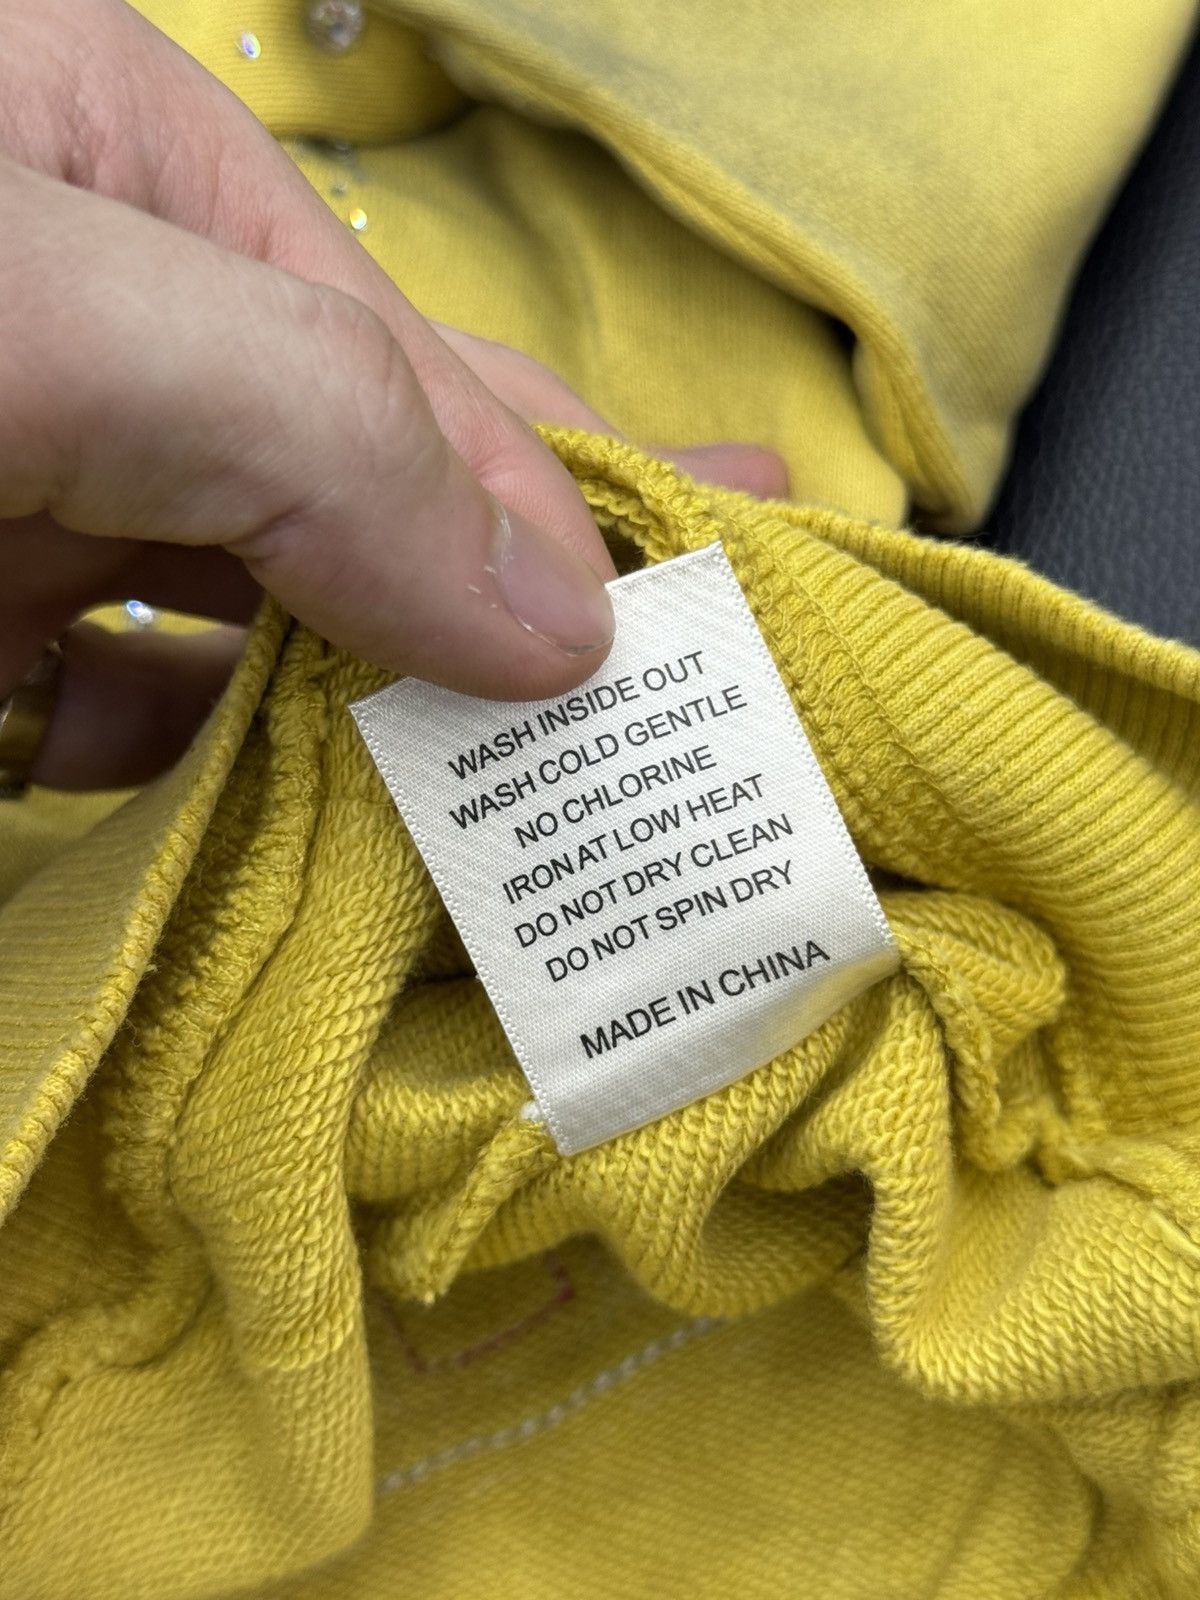 WASH INSIDE OUT
WASH COLD GENTLE
NO CHLORINE
IRON AT LOW HEAT
DO NOT DRY CLEAN
DO NOT SPIN DRY
MADE IN CHINA